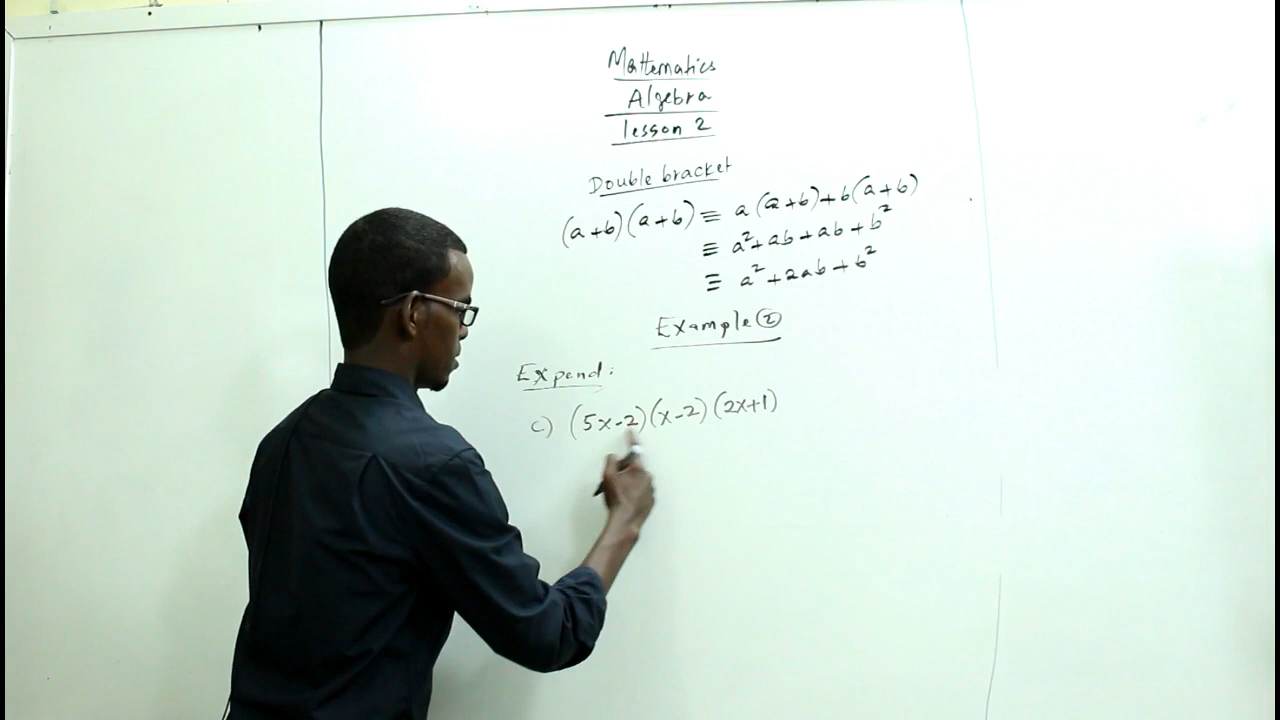 Mathematics
Algebra
lesson 2
Double bracket
(a+b)(a+b) ≡ a(a+b)+b(a+b)
≡ a²+ab+ab+b²
≡ a²+2ab+b²
Example ②
Expand:
c) (5x-2)(x-2)(2x+1)